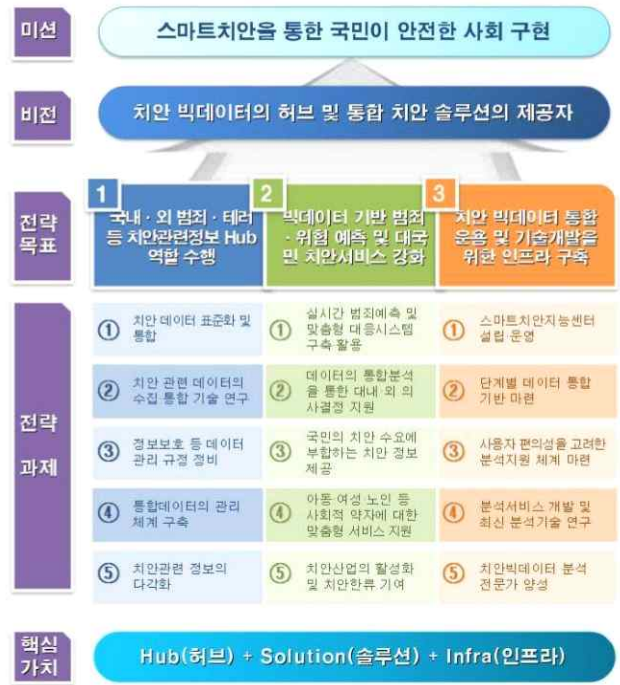 미션
스마트치안을 통한 국민이 안전한 사회 구현
비전
치안 빅데이터의 허브 및 통합 치안 솔루션의 제공자
전략
목표
1
국내·외 범죄·테러
등 치안관련정보 Hub
역할 수행
2
빅데이터 기반 범죄
·위험 예측 및 대국
민 치안서비스 강화
3
치안 빅데이터 통합
운용 및 기술개발을
위한 인프라 구축
전략
과제
① 치안 데이터 표준화 및
통합
② 치안 관련 데이터의
수집 통합 기술 연구
③ 정보보호 등 데이터
관리 규정 정비
④ 통합데이터의 관리
체계 구축
⑤ 치안관련 정보의
다각화
① 실시간 범죄예측 및
맞춤형 대응시스템
구축 활용
② 데이터의 통합분석
을 통한 대내·외 의
사결정 지원
③ 국민의 치안 수요에
부합하는 치안 정보
제공
④ 아동·여성·노인 등
사회적 약자에 대한
맞춤형 서비스 지원
⑤ 치안산업의 활성화
및 치안한류 기여
① 스마트치안지능센터
설립·운영
② 단계별 데이터 통합
기반 마련
③ 사용자 편의성을 고려한
분석지원 체계 마련
④ 분석서비스 개발 및
최신 분석기술 연구
⑤ 치안빅데이터 분석
전문가 양성
핵심
가치
Hub(허브) + Solution(솔루션) + Infra(인프라)